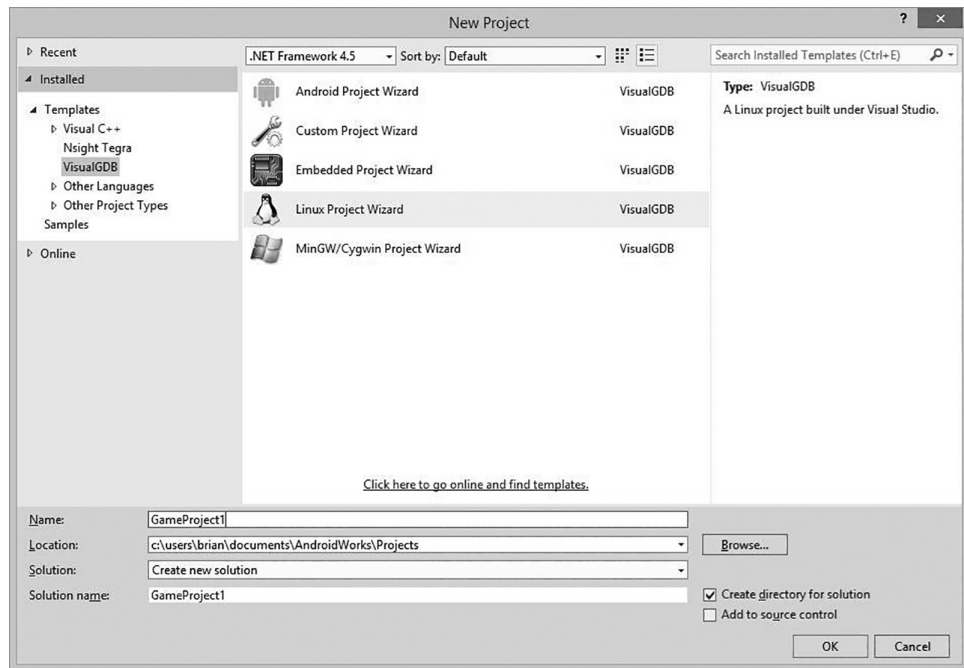 New Project
? ×
Recent
Installed
Templates
Visual C++
Nsight Tegra
VisualGDB
Other Languages
Other Project Types
Samples
Online
.NET Framework 4.5 Sort by: Default
Android Project Wizard VisualGDB
Custom Project Wizard VisualGDB
Embedded Project Wizard VisualGDB
Linux Project Wizard VisualGDB
MinGW/Cygwin Project Wizard VisualGDB
Click here to go online and find templates.
Search Installed Templates (Ctrl+E)
Type: VisualGDB
A Linux project built under Visual Studio.
Name: GameProject1
Location: c:\users\brian\documents\AndroidWorks\Projects Browse...
Solution: Create new solution
Solution name: GameProject1
Create directory for solution
Add to source control
OK Cancel